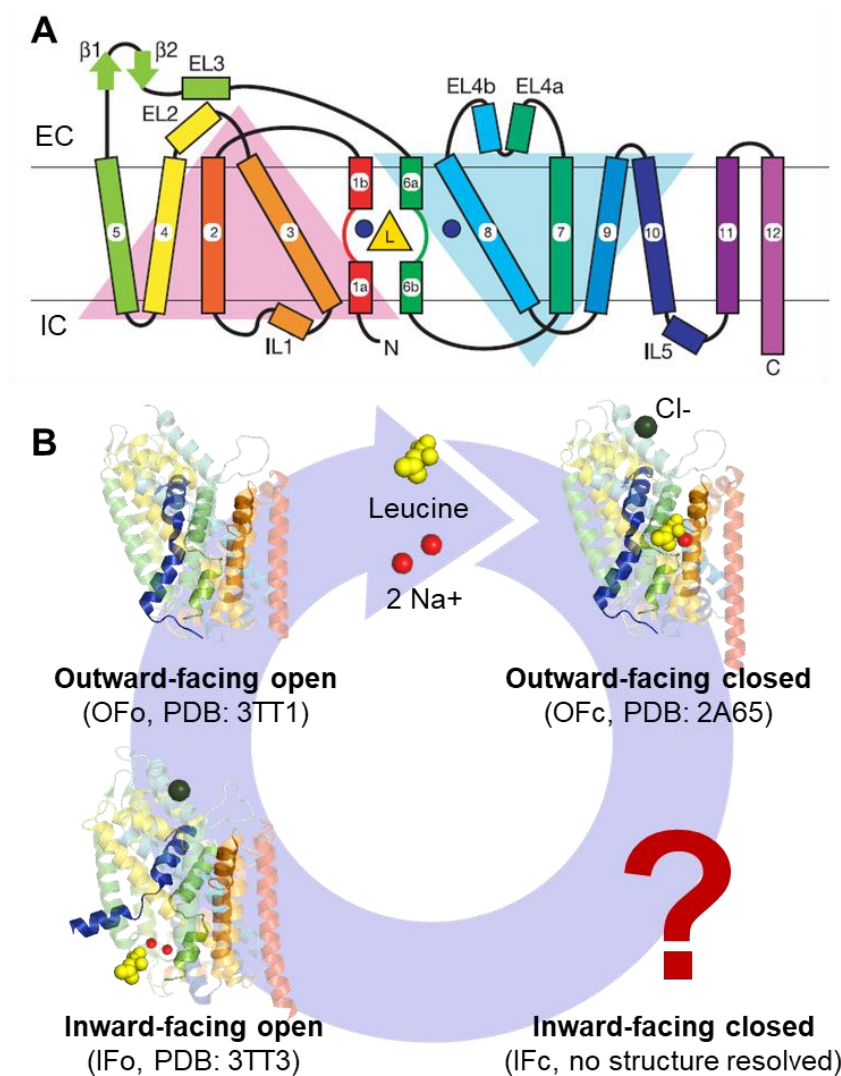 A
β1
β2
EL3
EL2
EL4b
EL4a
EC
1b
6a
5
4
2
3
L
8
7
9
10
11
12
1a
6b
IC
IL1
N
IL5
C
B
Cl-
Leucine
2 Na+
Outward-facing open
(OFo, PDB: 3TT1)
Outward-facing closed
(OFc, PDB: 2A65)
?
Inward-facing open
(IFo, PDB: 3TT3)
Inward-facing closed
(IFc, no structure resolved)